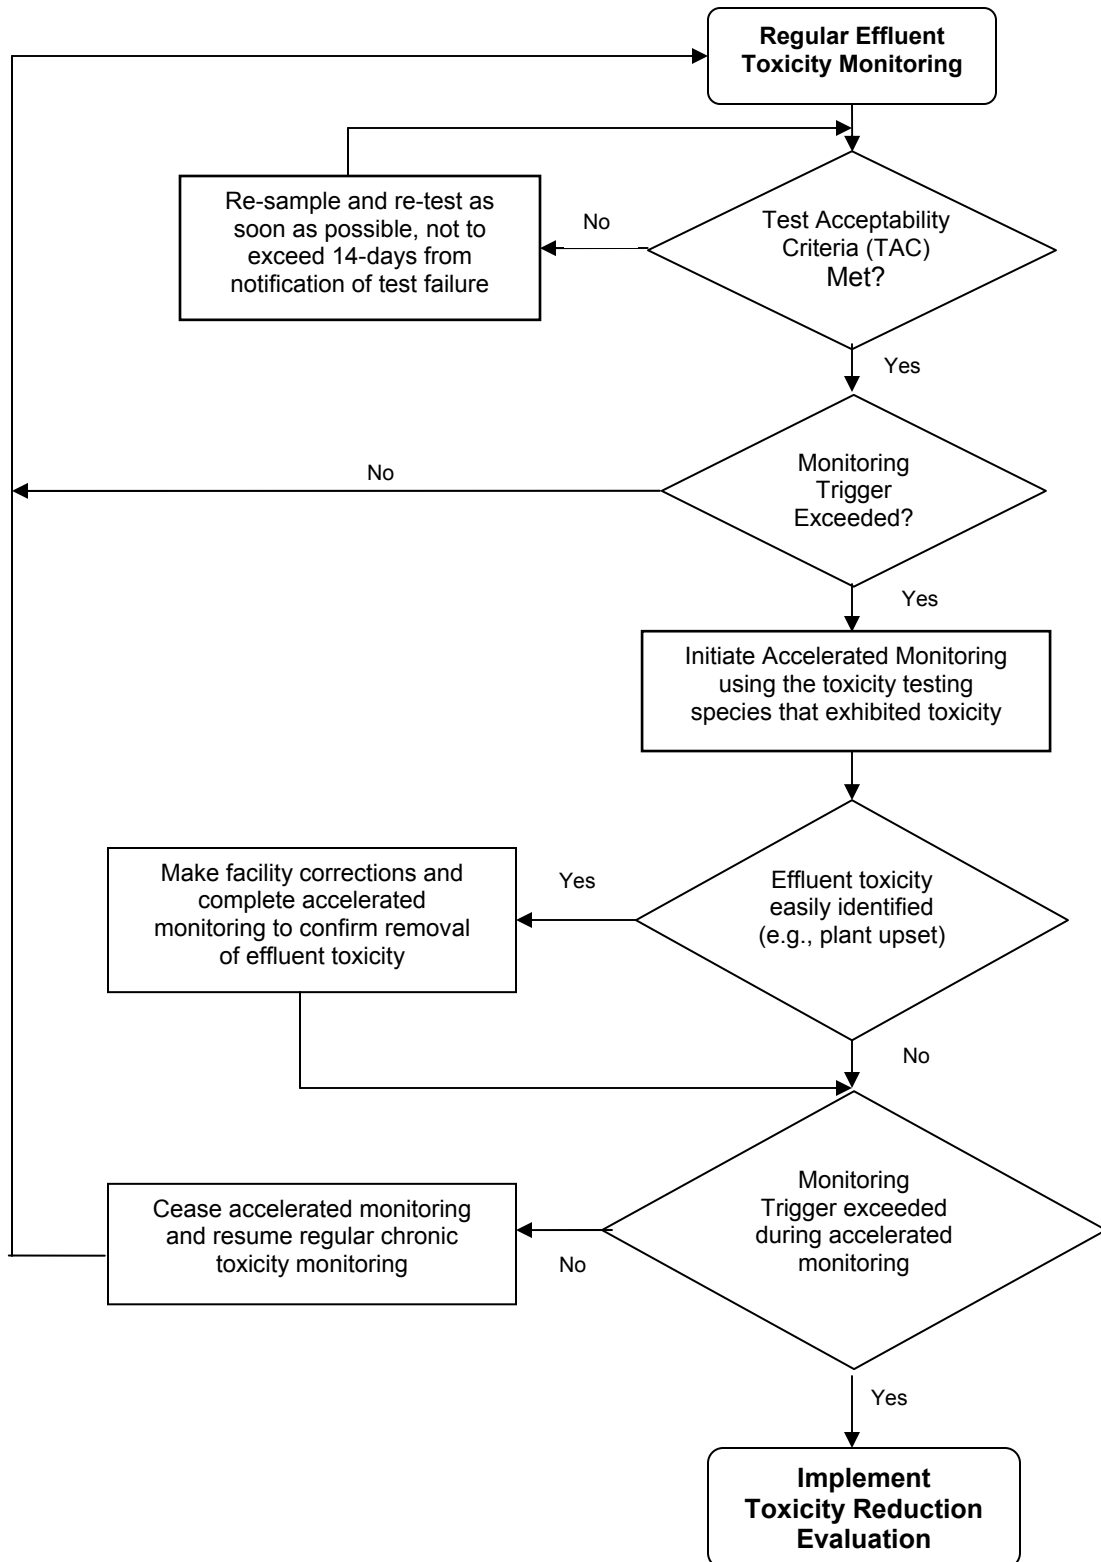 Regular Effluent
Toxicity Monitoring
Re-sample and re-test as
soon as possible, not to
exceed 14-days from
notification of test failure
No
Test Acceptability
Criteria (TAC)
Met?
Yes
No
Monitoring
Trigger
Exceeded?
Yes
Initiate Accelerated Monitoring
using the toxicity testing
species that exhibited toxicity
Make facility corrections and
complete accelerated
monitoring to confirm removal
of effluent toxicity
Yes
Effluent toxicity
easily identified
(e.g., plant upset)
No
Cease accelerated monitoring
and resume regular chronic
toxicity monitoring
No
Monitoring
Trigger exceeded
during accelerated
monitoring
Yes
Implement
Toxicity Reduction
Evaluation